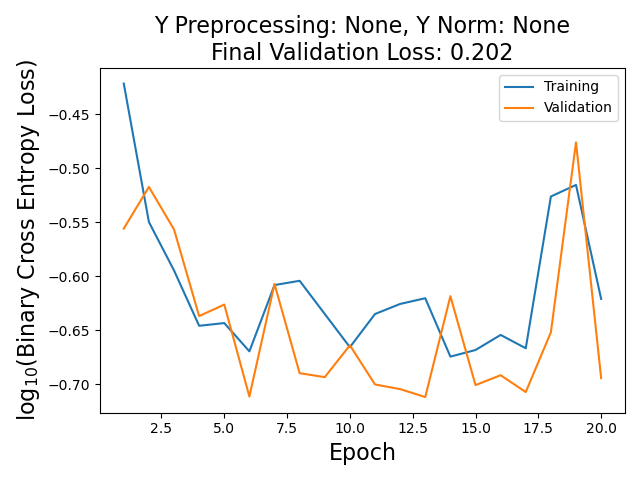 Y Preprocessing: None, Y Norm: None
Final Validation Loss: 0.202
log₁₀(Binary Cross Entropy Loss)
−0.45
−0.50
−0.55
−0.60
−0.65
−0.70
Training
Validation
2.5 5.0 7.5 10.0 12.5 15.0 17.5 20.0
Epoch